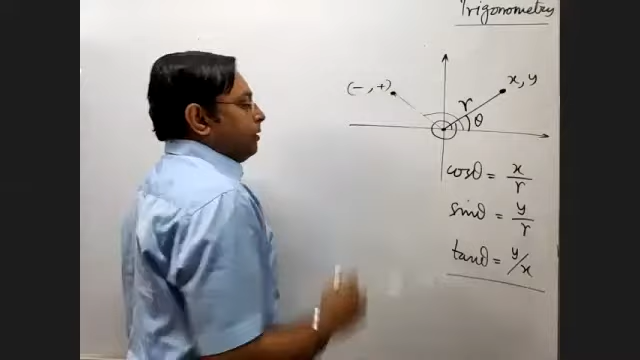 Trigonometry
(-, +)
x, y
r
θ
cosθ = x/r
sinθ = y/r
tanθ = y/x